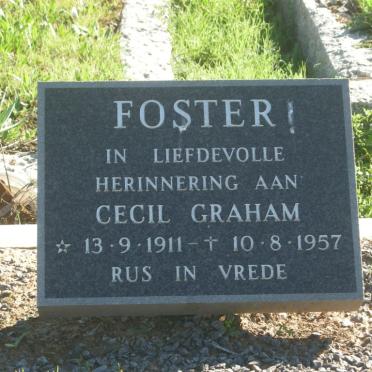 FOSTER
IN LIEFDEVOLLE
HERINNERING AAN
CECIL GRAHAM
☆ 13·9·1911 - ✝ 10·8·1957
RUS IN VREDE